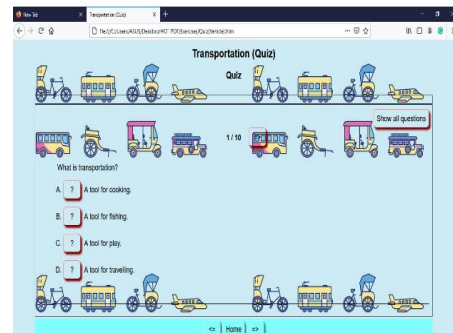 New Tab
Transportation (Quiz)
Transportation (Quiz)
Quiz
Show all questions
1 / 10
What is transportation?
A. ? A tool for cooking.
B. ? A tool for fishing.
C. ? A tool for play.
D. ? A tool for travelling.
<= Home =>